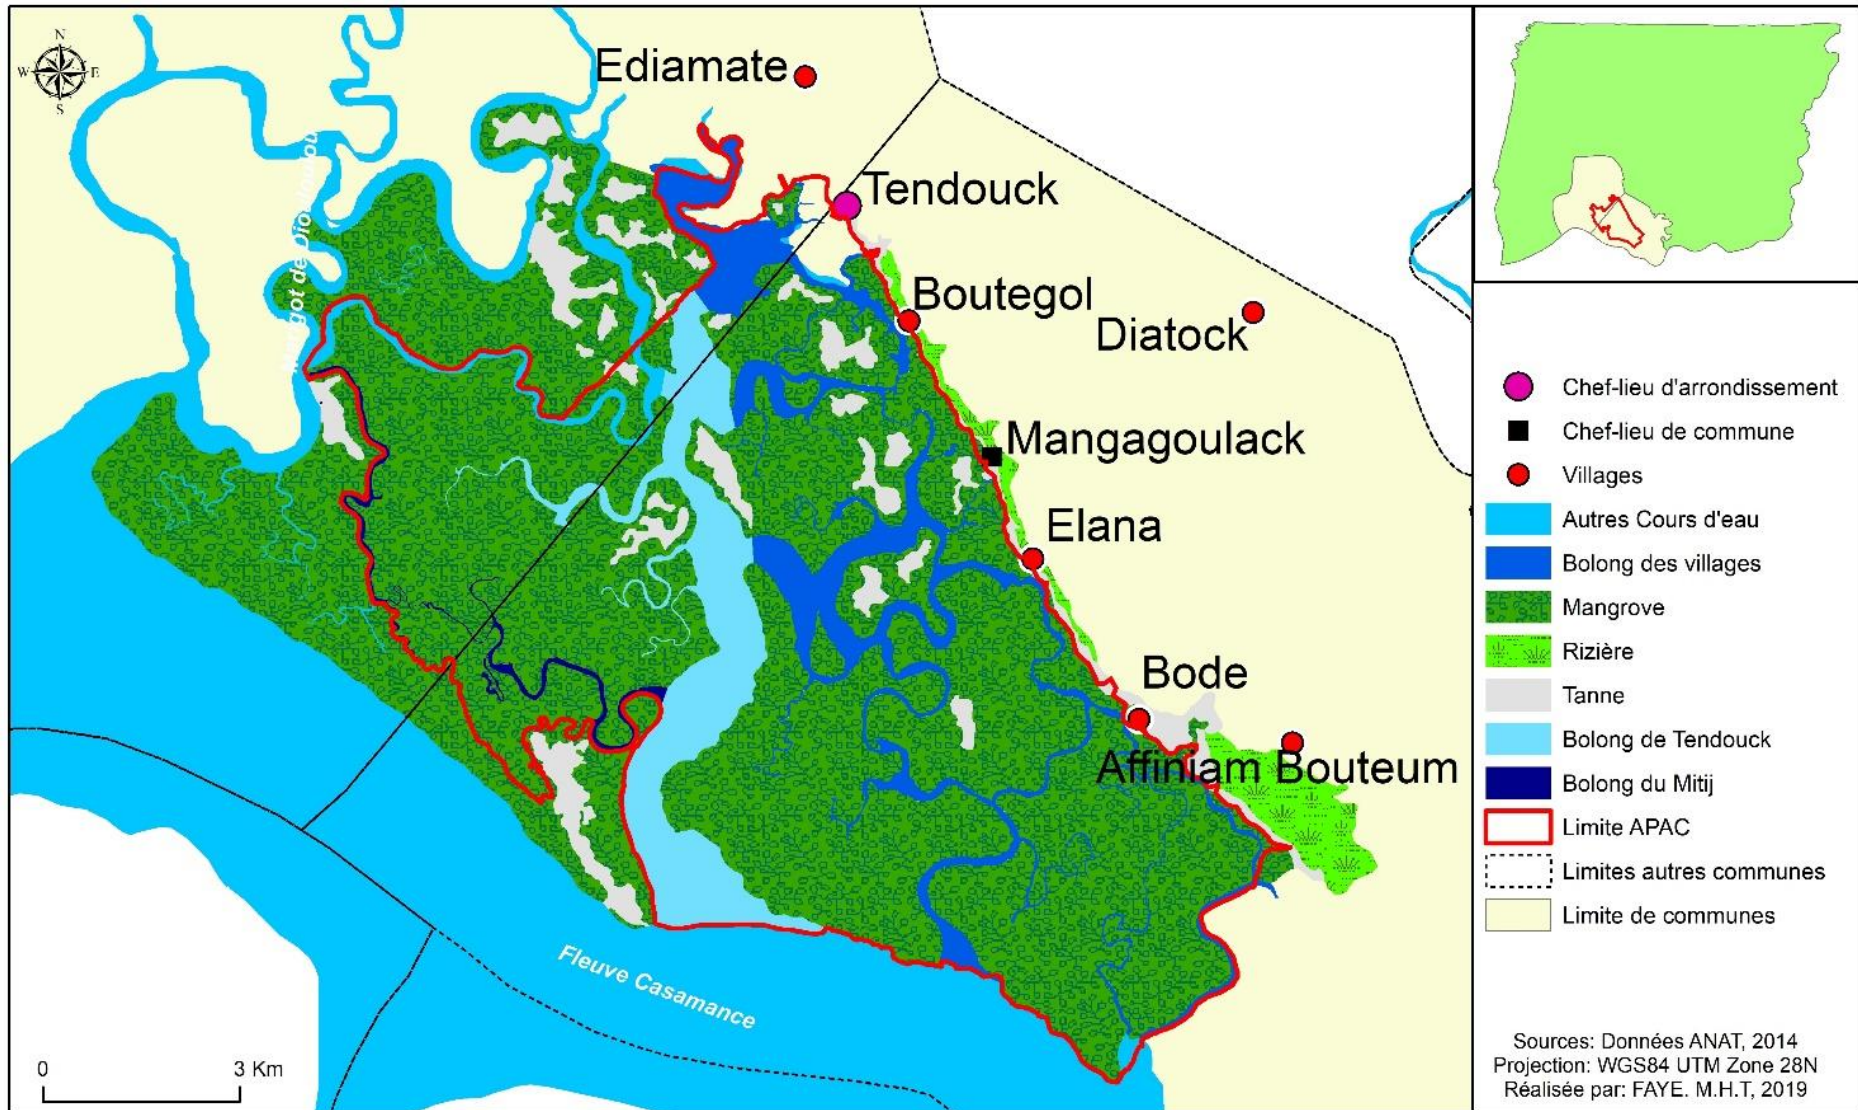 N
W E
S
Ediamate
Tendouck
Boutegol
Diatock
Mangagoulack
Elana
Bode
Affiniam Bouteum
Marigot de Diouloulou
Fleuve Casamance
0 3 Km
Chef-lieu d'arrondissement
Chef-lieu de commune
Villages
Autres Cours d'eau
Bolong des villages
Mangrove
Rizière
Tanne
Bolong de Tendouck
Bolong du Mitij
Limite APAC
Limites autres communes
Limite de communes
Sources: Données ANAT, 2014
Projection: WGS84 UTM Zone 28N
Réalisée par: FAYE. M.H.T, 2019